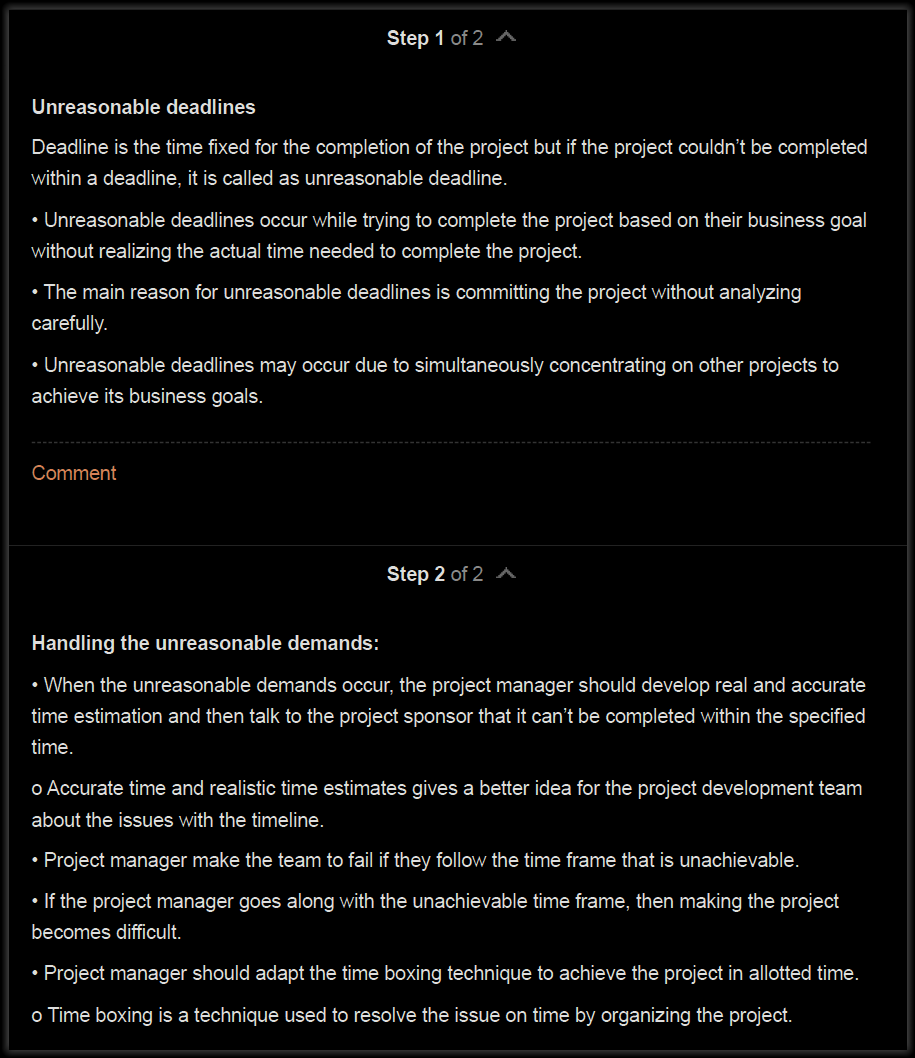 Step 1 of 2
Unreasonable deadlines
Deadline is the time fixed for the completion of the project but if the project couldn’t be completed
within a deadline, it is called as unreasonable deadline.
• Unreasonable deadlines occur while trying to complete the project based on their business goal
without realizing the actual time needed to complete the project.
• The main reason for unreasonable deadlines is committing the project without analyzing
carefully.
• Unreasonable deadlines may occur due to simultaneously concentrating on other projects to
achieve its business goals.
Comment
Step 2 of 2
Handling the unreasonable demands:
• When the unreasonable demands occur, the project manager should develop real and accurate
time estimation and then talk to the project sponsor that it can’t be completed within the specified
time.
o Accurate time and realistic time estimates gives a better idea for the project development team
about the issues with the timeline.
• Project manager make the team to fail if they follow the time frame that is unachievable.
• If the project manager goes along with the unachievable time frame, then making the project
becomes difficult.
• Project manager should adapt the time boxing technique to achieve the project in allotted time.
o Time boxing is a technique used to resolve the issue on time by organizing the project.